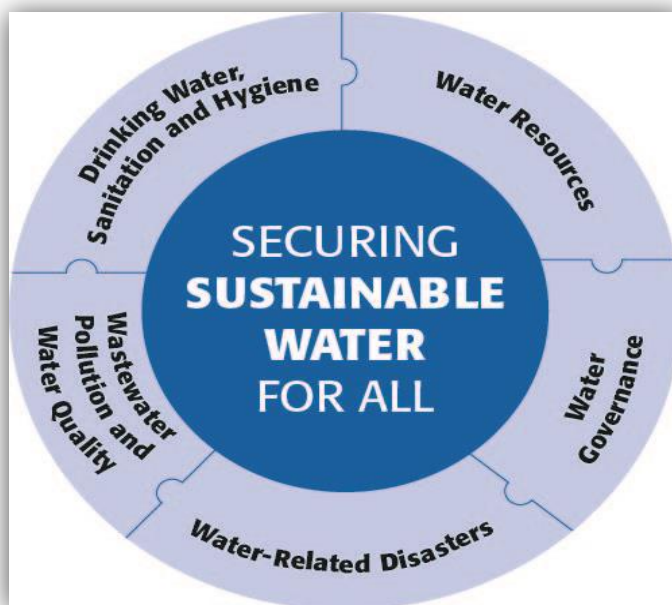 Drinking Water,
Sanitation and Hygiene
Water Resources
SECURING
SUSTAINABLE
WATER
FOR ALL
Wastewater
Pollution and
Water Quality
Water
Governance
Water-Related Disasters